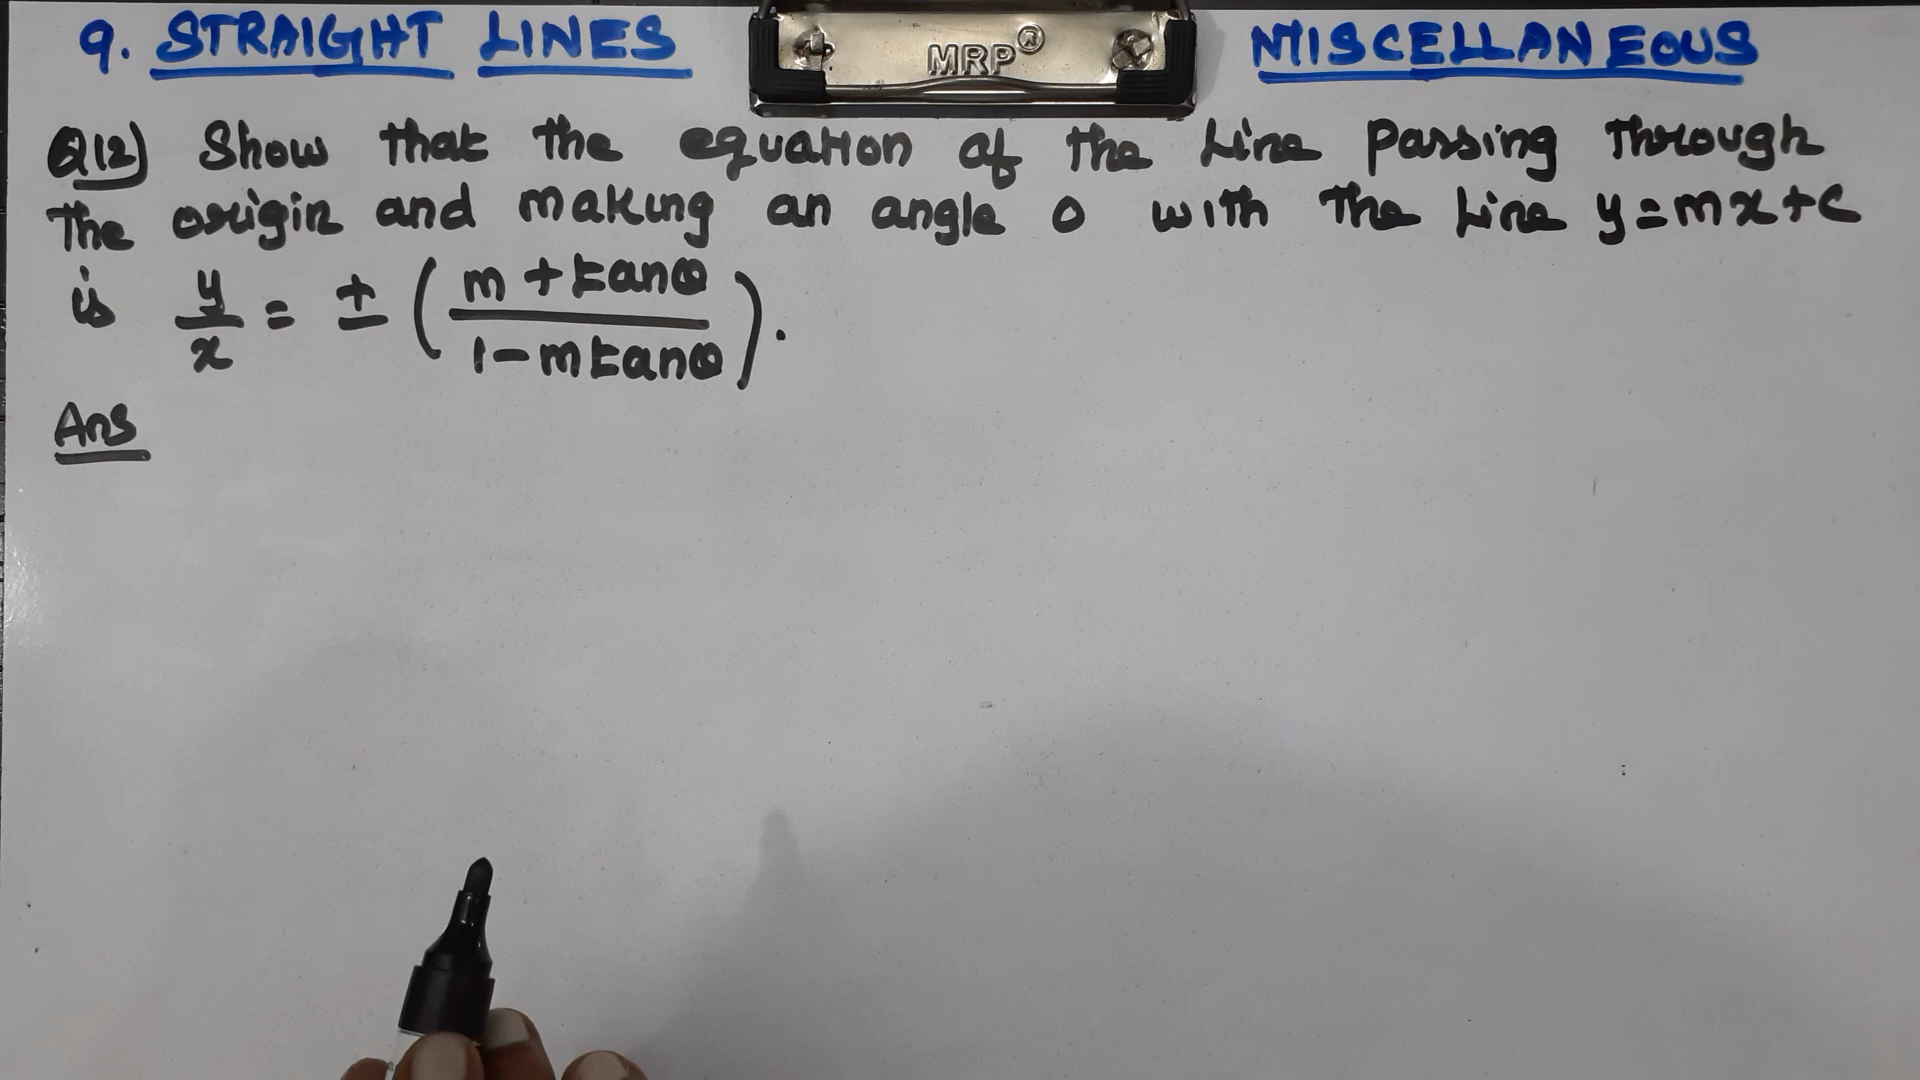 9. STRAIGHT LINES MRP® MISCELLANEOUS
Q12) Show that the equation of the Line passing through
The origin and making an angle θ with the Line y=mx+c
is y/x = ± (m + tanθ / 1 - m tanθ).
Ans